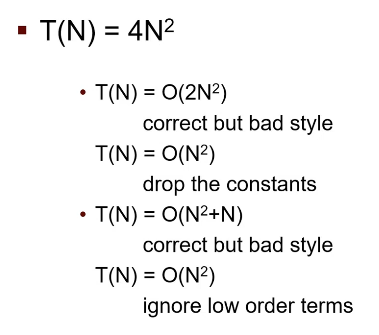 ▪ T(N) = 4N²
• T(N) = O(2N²)
correct but bad style
T(N) = O(N²)
drop the constants
• T(N) = O(N²+N)
correct but bad style
T(N) = O(N²)
ignore low order terms